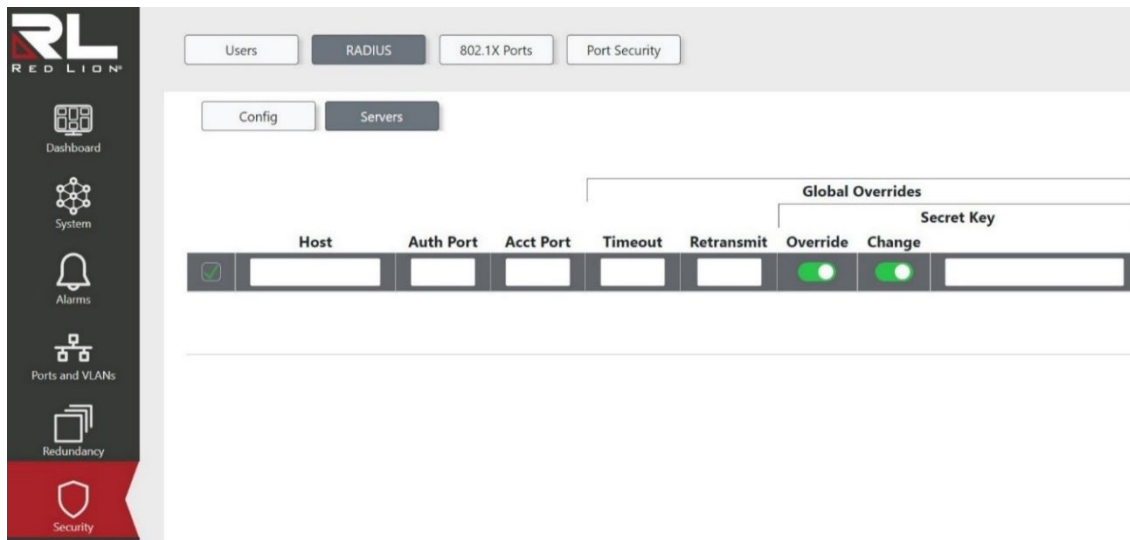 RL
RED LION®
Users RADIUS 802.1X Ports Port Security
Config Servers
Dashboard
System
Alarms
Ports and VLANs
Redundancy
Security
Global Overrides
Secret Key
Host Auth Port Acct Port Timeout Retransmit Override Change